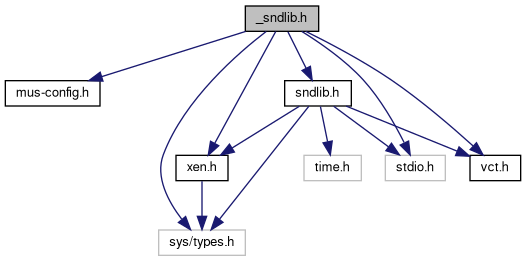 _sndlib.h
mus-config.h
sndlib.h
xen.h
time.h
stdio.h
vct.h
sys/types.h